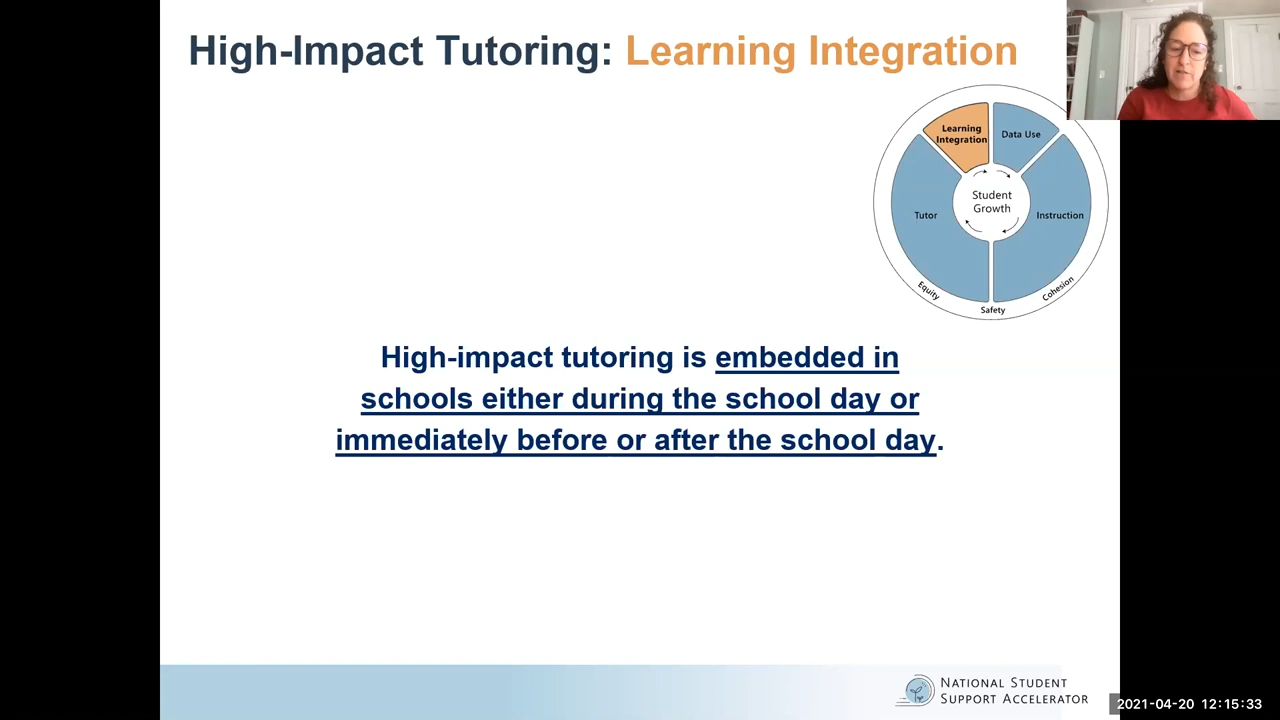 High-Impact Tutoring: Learning Integration
Learning
Integration
Data Use
Student
Growth
Tutor
Instruction
Equity
Safety
Cohesion
High-impact tutoring is embedded in
schools either during the school day or
immediately before or after the school day.
NATIONAL STUDENT
SUPPORT ACCELERATOR
2021-04-20 12:15:33